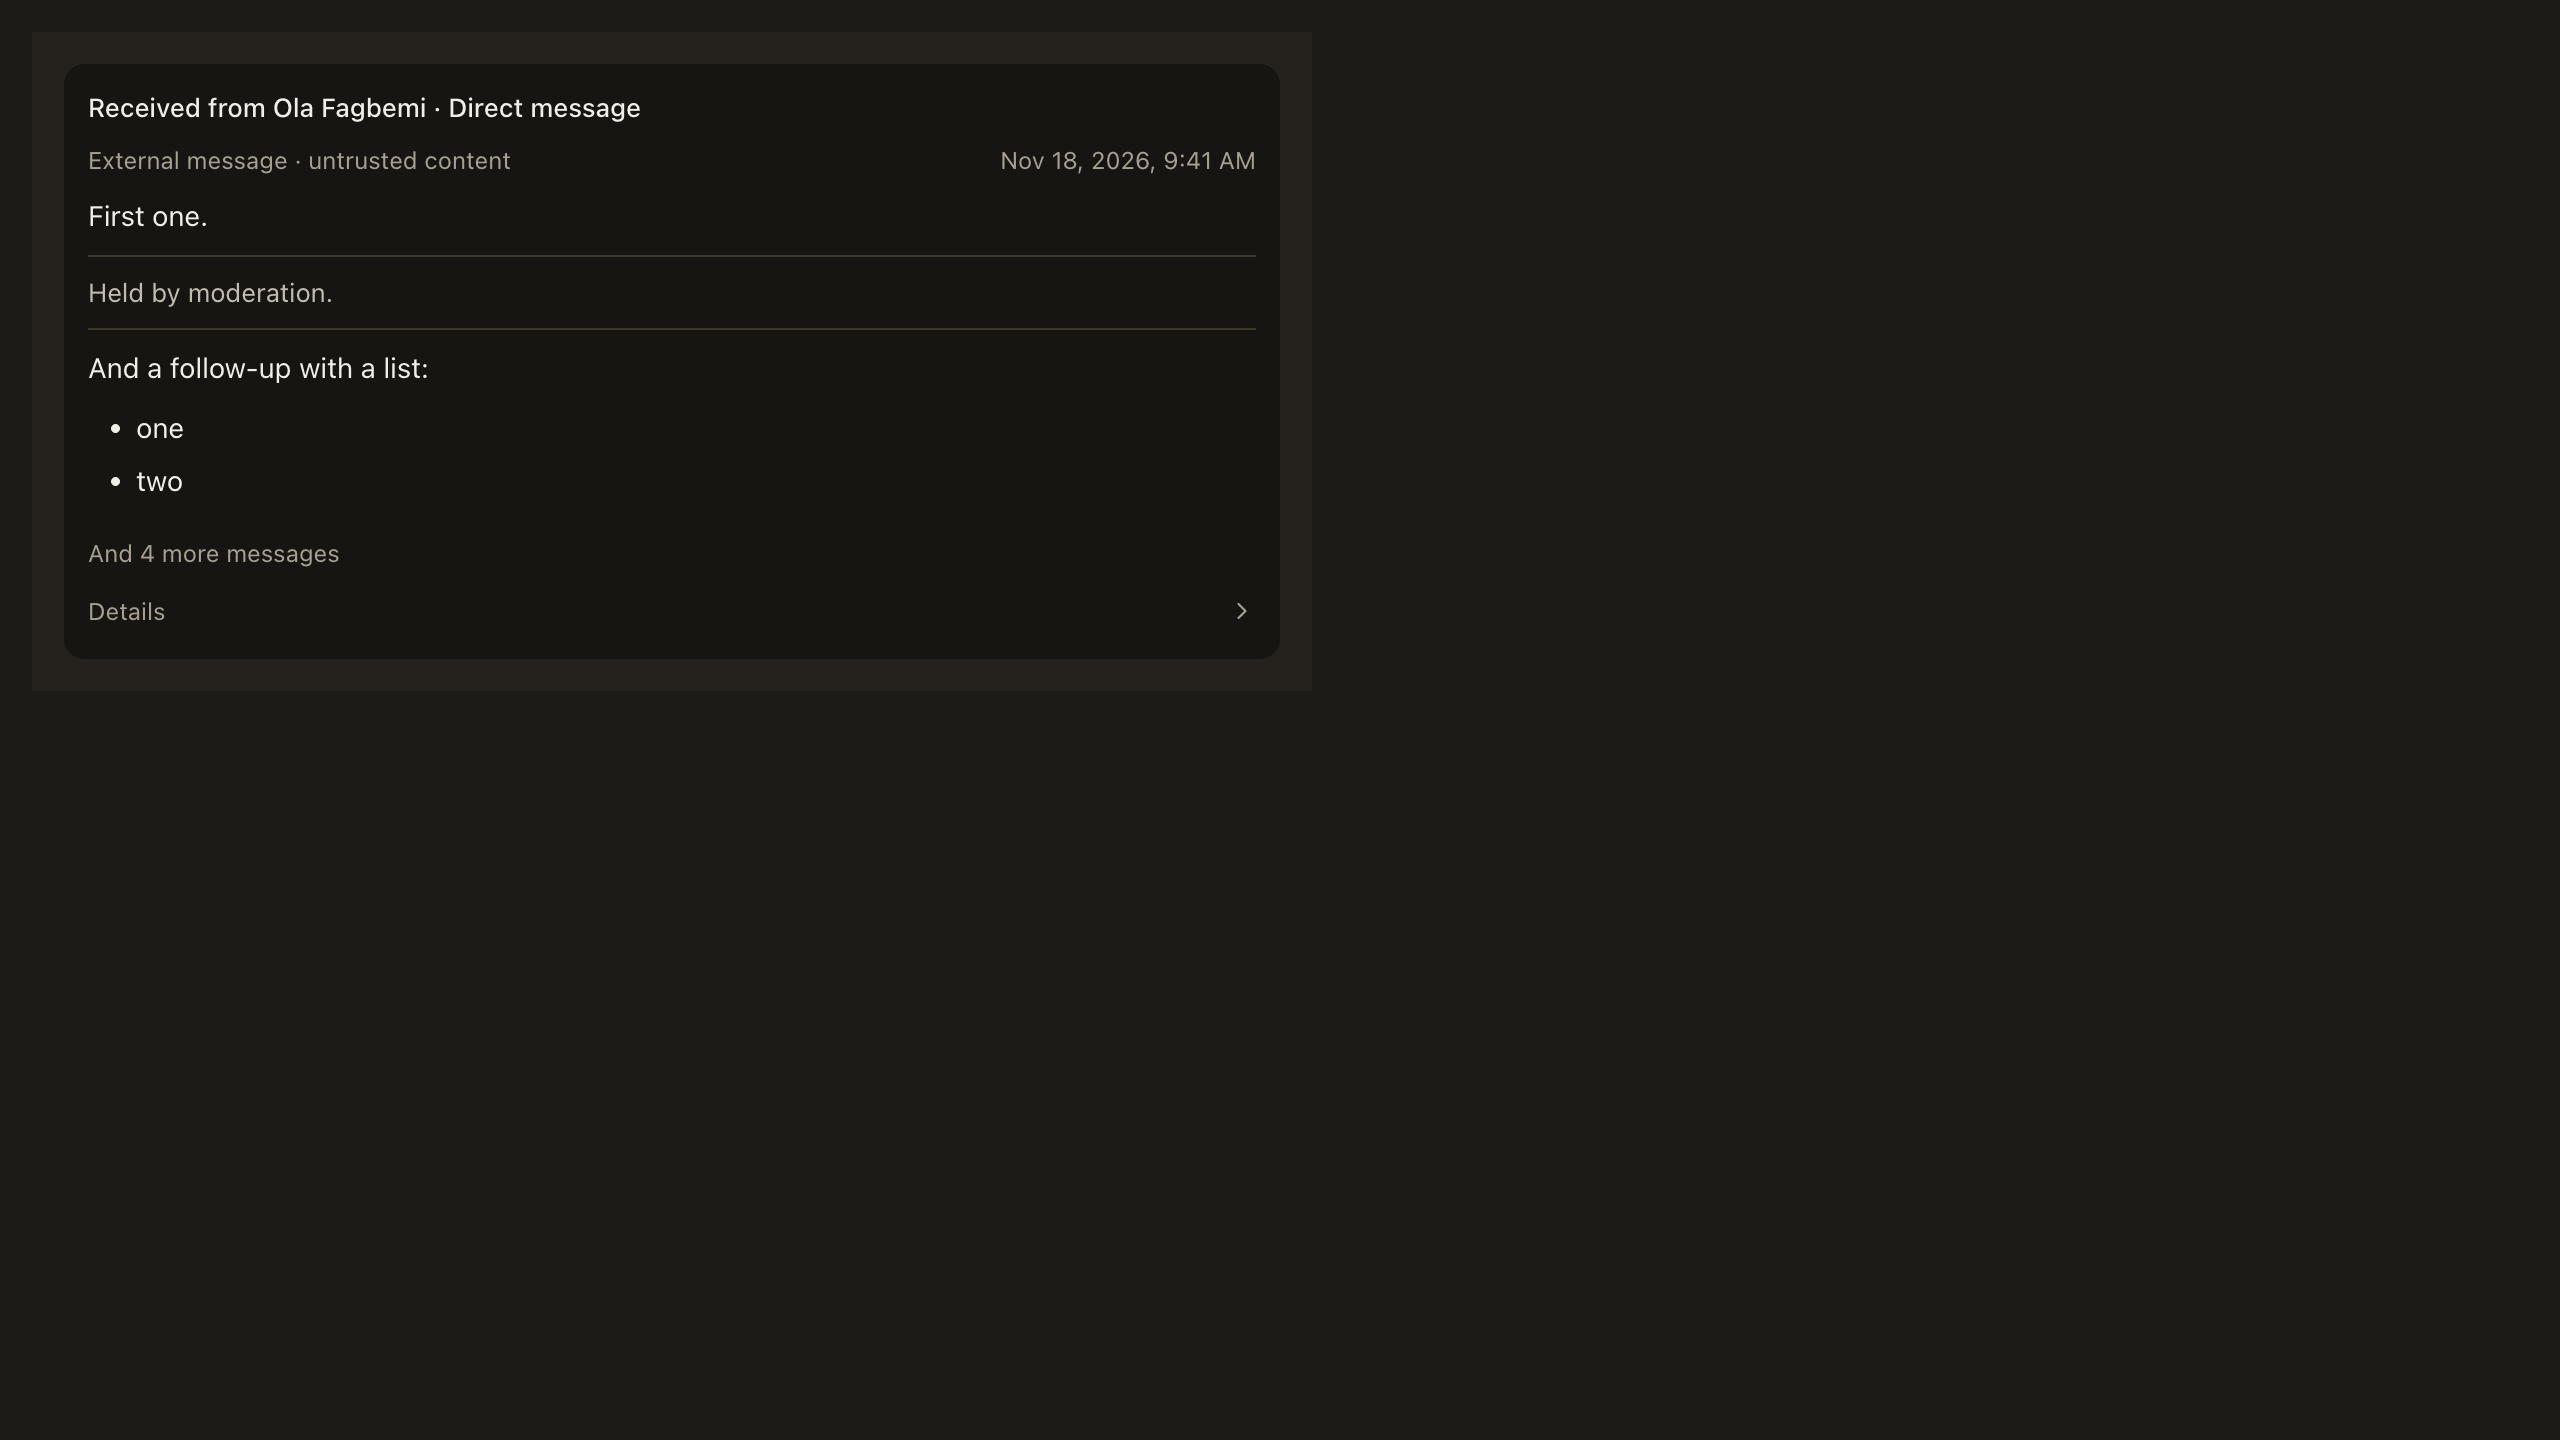 Received from Ola Fagbemi · Direct message
External message · untrusted content
Nov 18, 2026, 9:41 AM
First one.
Held by moderation.
And a follow-up with a list:
• one
• two
And 4 more messages
Details